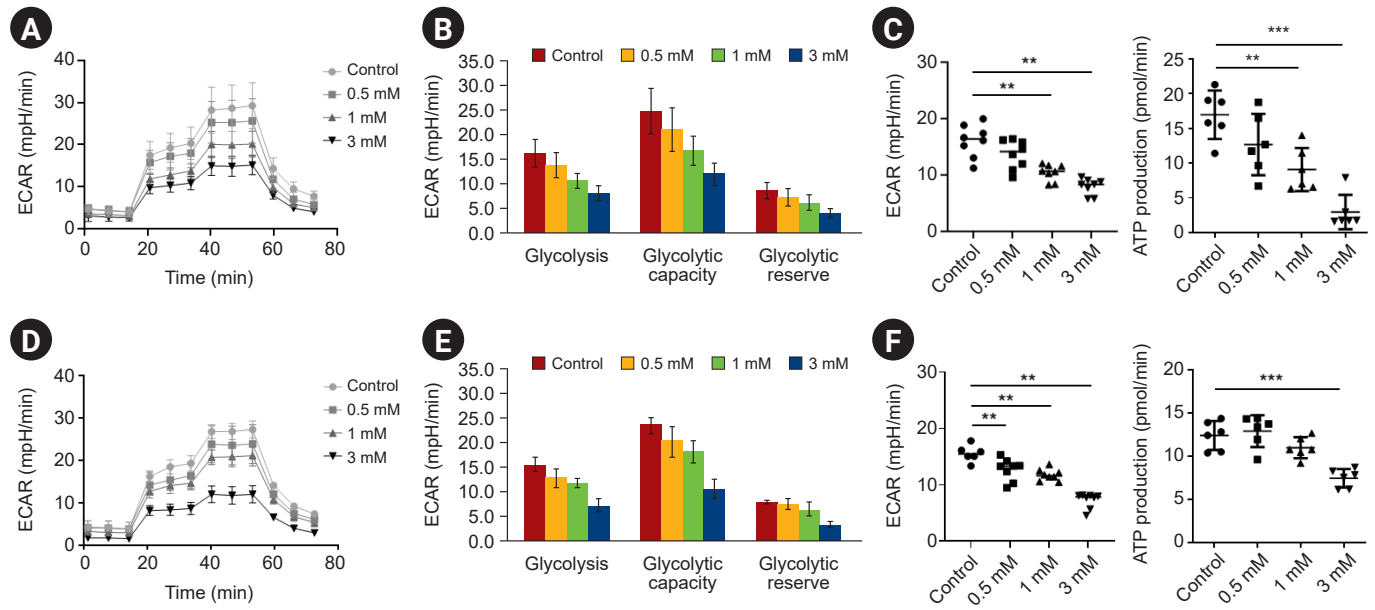 A
ECAR (mpH/min)
40
30
20
10
0
0
20
40
60
80
Time (min)
Control
0.5 mM
1 mM
3 mM
B
Control
0.5 mM
1 mM
3 mM
ECAR (mpH/min)
35.0
30.0
25.0
20.0
15.0
10.0
5.0
0.0
Glycolysis
Glycolytic
capacity
Glycolytic
reserve
C
ECAR (mpH/min)
30
20
10
0
**
**
Control
0.5 mM
1 mM
3 mM
ATP production (pmol/min)
25
20
15
10
5
0
***
**
Control
0.5 mM
1 mM
3 mM
D
ECAR (mpH/min)
40
30
20
10
0
0
20
40
60
80
Time (min)
Control
0.5 mM
1 mM
3 mM
E
Control
0.5 mM
1 mM
3 mM
ECAR (mpH/min)
35.0
30.0
25.0
20.0
15.0
10.0
5.0
0.0
Glycolysis
Glycolytic
capacity
Glycolytic
reserve
F
ECAR (mpH/min)
30
20
10
0
**
**
**
Control
0.5 mM
1 mM
3 mM
ATP production (pmol/min)
20
15
10
5
0
***
Control
0.5 mM
1 mM
3 mM